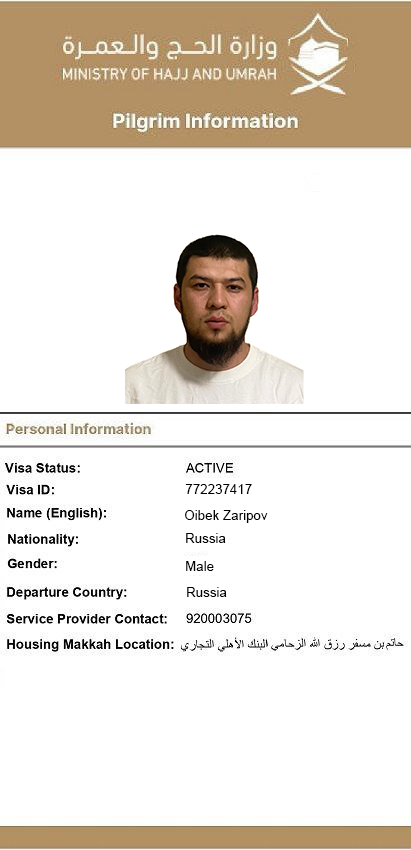 وزارة الحـج والـعمـرة
MINISTRY OF HAJJ AND UMRAH
Pilgrim Information
Personal Information
Visa Status: ACTIVE
Visa ID: 772237417
Name (English): Oibek Zaripov
Nationality: Russia
Gender: Male
Departure Country: Russia
Service Provider Contact: 920003075
Housing Makkah Location: حاتم بن مسفر رزق الله الزحامي البنك الأهلي التجاري